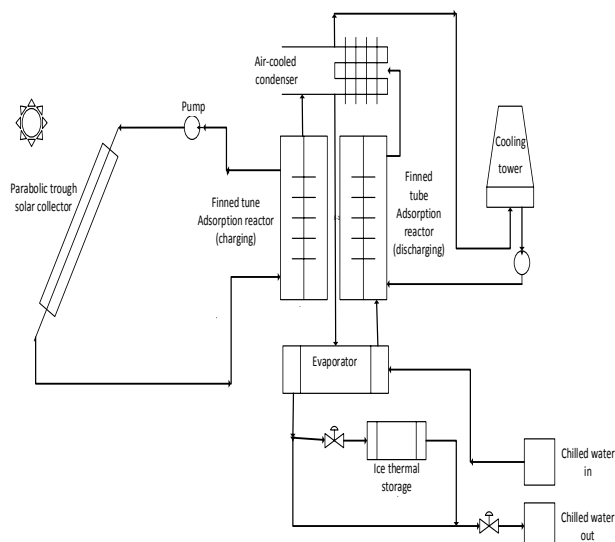 Air-cooled
condenser
Pump
Cooling
tower
Parabolic trough
solar collector
Finned tune
Adsorption reactor
(charging)
Finned
tube
Adsorption
reactor
(discharging)
Evaporator
Ice thermal
storage
Chilled water
in
Chilled water
out